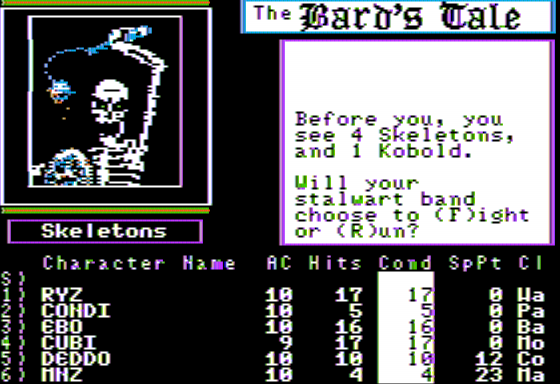 The Bard's Tale
Before you, you
see 4 Skeletons,
and 1 Kobold.
Will your
stalwart band
choose to (F)ight
or (R)un?
Skeletons
Character Name AC Hits Cond SpPt Cl
S)
1) RYZ 10 17 17 0 Wa
2) CONDI 10 5 5 0 Pa
3) EBO 10 16 16 0 Ba
4) CUBI 9 17 17 0 Mo
5) DEDDO 10 10 10 12 Co
6) MNZ 10 4 4 23 Ma